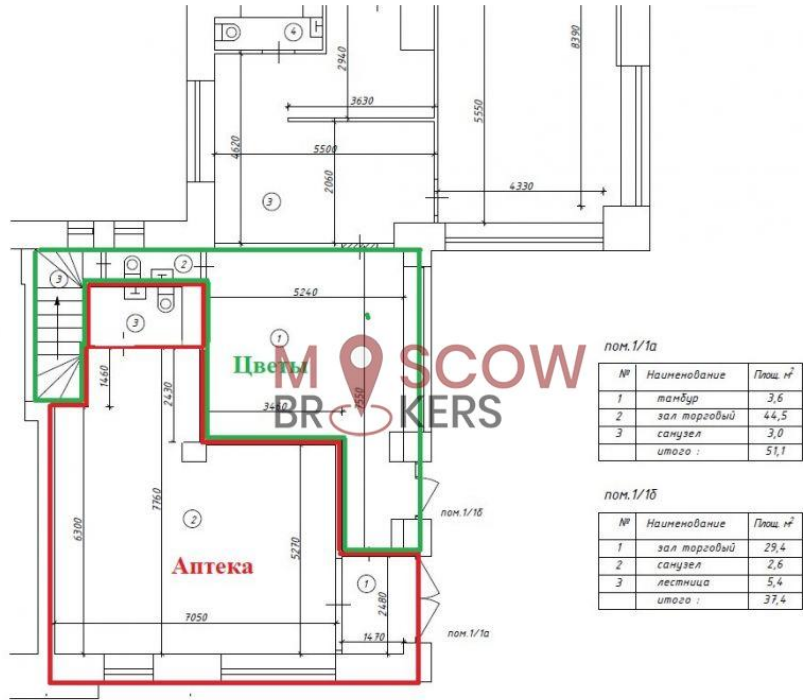 4
2940
8390
3630
5550
4620
5500
2060
4330
3
3
2
5240
3
1
Цветы
MOSCOW
BROKERS
1460
2430
3460
7550
6300
7760
2
5270
Аптека
1
2480
7050
1470
пом.1/1б
пом.1/1а
пом.1/1а
№ Наименование Площ. м²
1 тамбур 3,6
2 зал торговый 44,5
3 санузел 3,0
итого : 51,1
пом.1/1б
№ Наименование Площ. м²
1 зал торговый 29,4
2 санузел 2,6
3 лестница 5,4
итого : 37,4